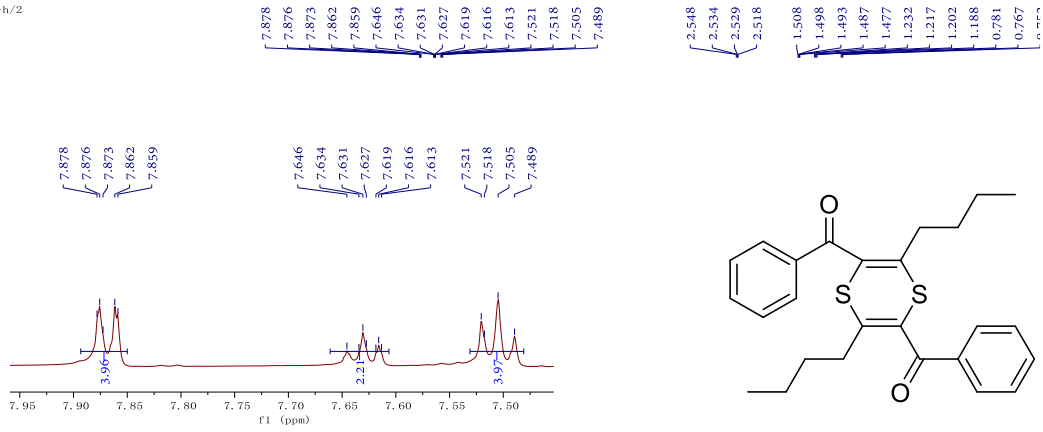 -h/2
7.878 7.876 7.873 7.862 7.859 7.646 7.634 7.631 7.627 7.619 7.616 7.613 7.521 7.518 7.505 7.489 2.548 2.534 2.529 2.518 1.508 1.498 1.493 1.487 1.477 1.232 1.217 1.202 1.188 0.781 0.767
7.878 7.876 7.873 7.862 7.859 7.646 7.634 7.631 7.627 7.619 7.616 7.613 7.521 7.518 7.505 7.489
O
S
S
O
3.96 2.21 3.97
7.95 7.90 7.85 7.80 7.75 7.70 7.65 7.60 7.55 7.50
f1 (ppm)